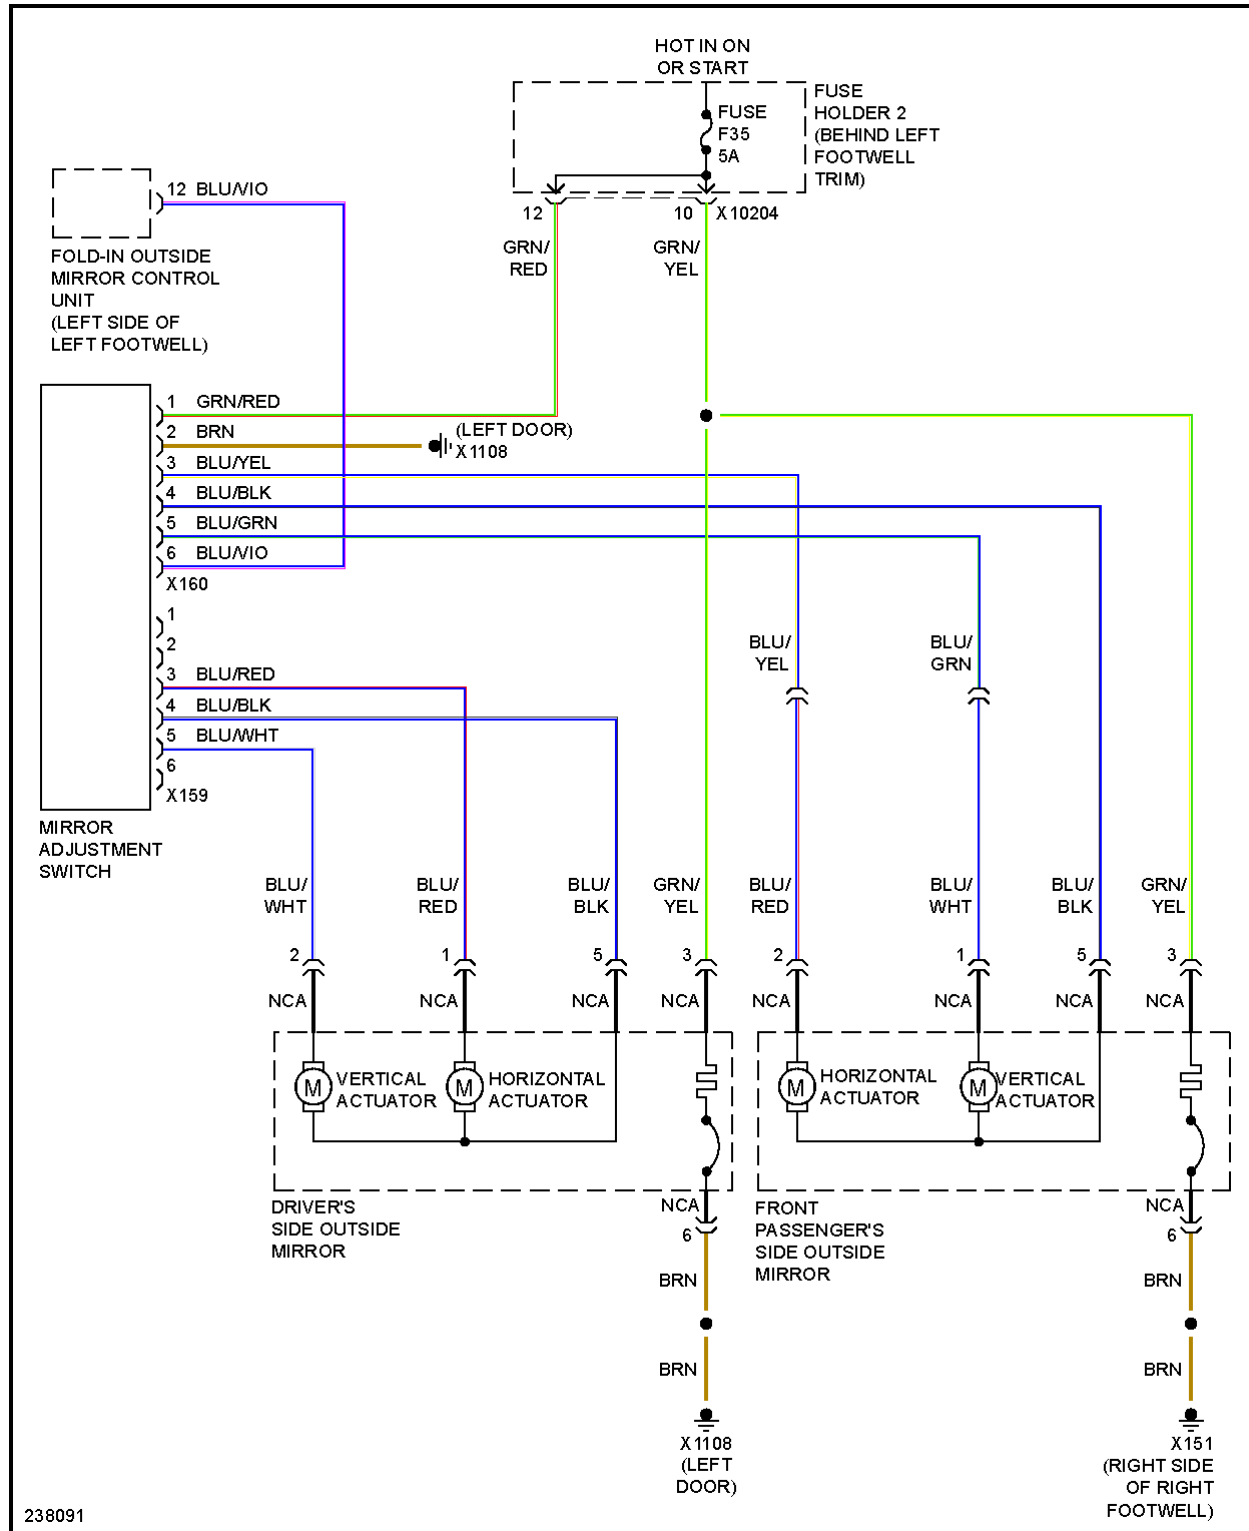 HOT IN ON
OR START
FUSE
F35
5A
FUSE
HOLDER 2
(BEHIND LEFT
FOOTWELL
TRIM)
12 BLU/VIO
12
10 X10204
GRN/
RED
GRN/
YEL
FOLD-IN OUTSIDE
MIRROR CONTROL
UNIT
(LEFT SIDE OF
LEFT FOOTWELL)
1 GRN/RED
2 BRN
(LEFT DOOR)
X1108
3 BLU/YEL
4 BLU/BLK
5 BLU/GRN
6 BLU/VIO
X160
1
2
3 BLU/RED
4 BLU/BLK
5 BLU/WHT
6
X159
MIRROR
ADJUSTMENT
SWITCH
BLU/
YEL
BLU/
GRN
BLU/
WHT
BLU/
RED
BLU/
BLK
GRN/
YEL
BLU/
RED
BLU/
WHT
BLU/
BLK
GRN/
YEL
2 1 5 3 2 1 5 3
NCA NCA NCA NCA NCA NCA NCA NCA
M
VERTICAL
ACTUATOR
M
HORIZONTAL
ACTUATOR
M
HORIZONTAL
ACTUATOR
M
VERTICAL
ACTUATOR
DRIVER'S
SIDE OUTSIDE
MIRROR
NCA
6
BRN
BRN
X1108
(LEFT
DOOR)
FRONT
PASSENGER'S
SIDE OUTSIDE
MIRROR
NCA
6
BRN
BRN
X151
(RIGHT SIDE
OF RIGHT
FOOTWELL)
238091